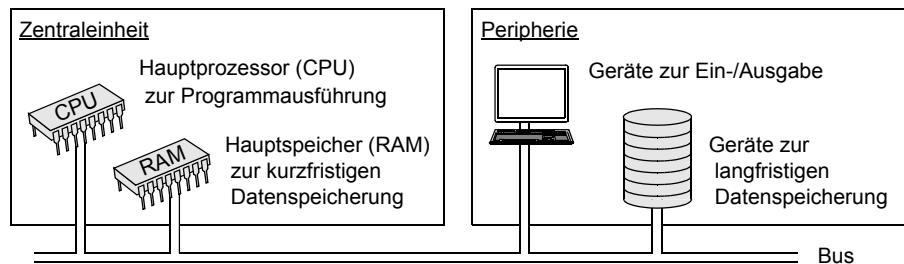 Zentraleinheit
Hauptprozessor (CPU)
zur Programmausführung
CPU
Hauptspeicher (RAM)
zur kurzfristigen
Datenspeicherung
RAM
Peripherie
Geräte zur Ein-/Ausgabe
Geräte zur
langfristigen
Datenspeicherung
Bus